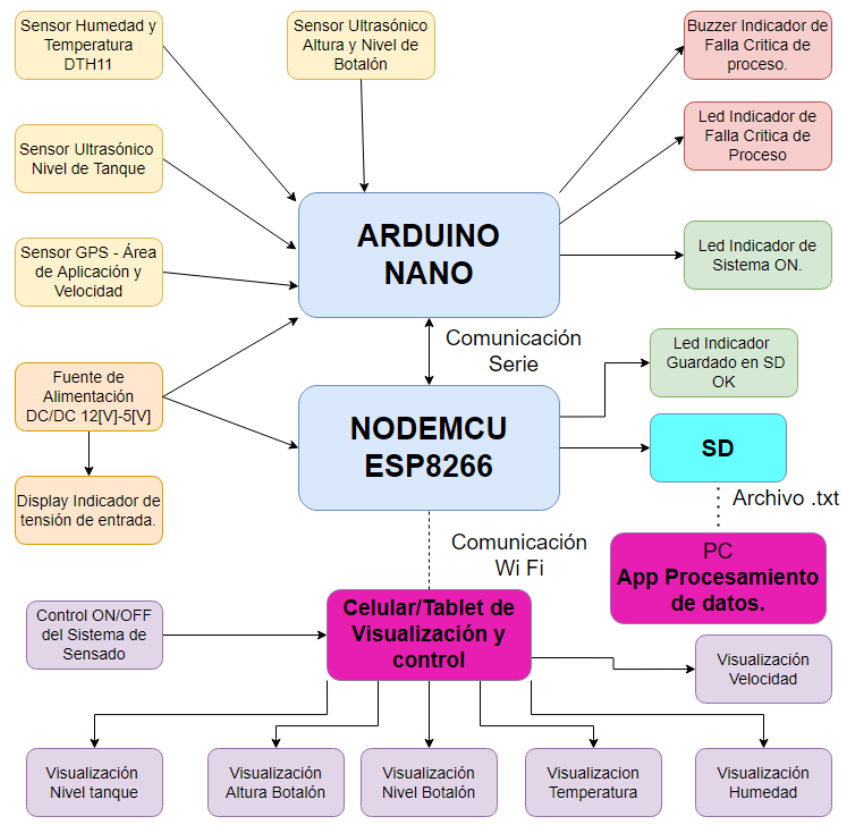 Sensor Humedad y
Temperatura
DTH11
Sensor Ultrasónico
Altura y Nivel de
Botalón
Buzzer Indicador de
Falla Critica de
proceso.
Led Indicador de
Falla Critica de
Proceso
Sensor Ultrasónico
Nivel de Tanque
ARDUINO
NANO
Sensor GPS - Área
de Aplicación y
Velocidad
Led Indicador de
Sistema ON.
Comunicación
Serie
Led Indicador
Guardado en SD
OK
Fuente de
Alimentación
DC/DC 12[V]-5[V]
NODEMCU
ESP8266
SD
Display Indicador de
tensión de entrada.
Archivo .txt
Comunicación
Wi Fi
PC
App Procesamiento
de datos.
Control ON/OFF
del Sistema de
Sensado
Celular/Tablet de
Visualización y
control
Visualización
Velocidad
Visualización
Nivel tanque
Visualización
Altura Botalón
Visualización
Nivel Botalón
Visualizacion
Temperatura
Visualización
Humedad